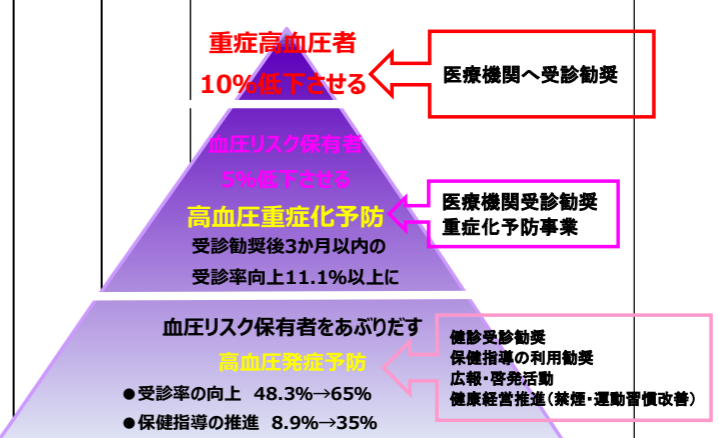 重症高血圧者
10%低下させる
医療機関へ受診勧奨
血圧リスク保有者
5%低下させる
高血圧重症化予防
受診勧奨後3か月以内の
受診率向上11.1%以上に
医療機関受診勧奨
重症化予防事業
血圧リスク保有者をあぶりだす
高血圧発症予防
●受診率の向上 48.3%→65%
●保健指導の推進 8.9%→35%
健診受診勧奨
保健指導の利用勧奨
広報・啓発活動
健康経営推進(禁煙・運動習慣改善)